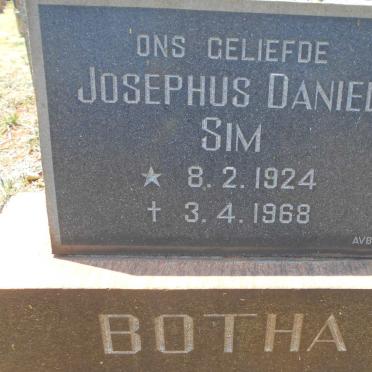 ONS GELIEFDE
JOSEPHUS DANIEL
SIM
★ 8.2.1924
✝ 3.4.1968
AVB
BOTHA